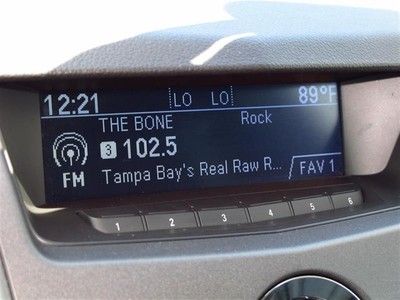 12:21 LO LO 89°F
THE BONE Rock
3 102.5
FM Tampa Bay's Real Raw R... FAV 1
1 2 3 4 5 6